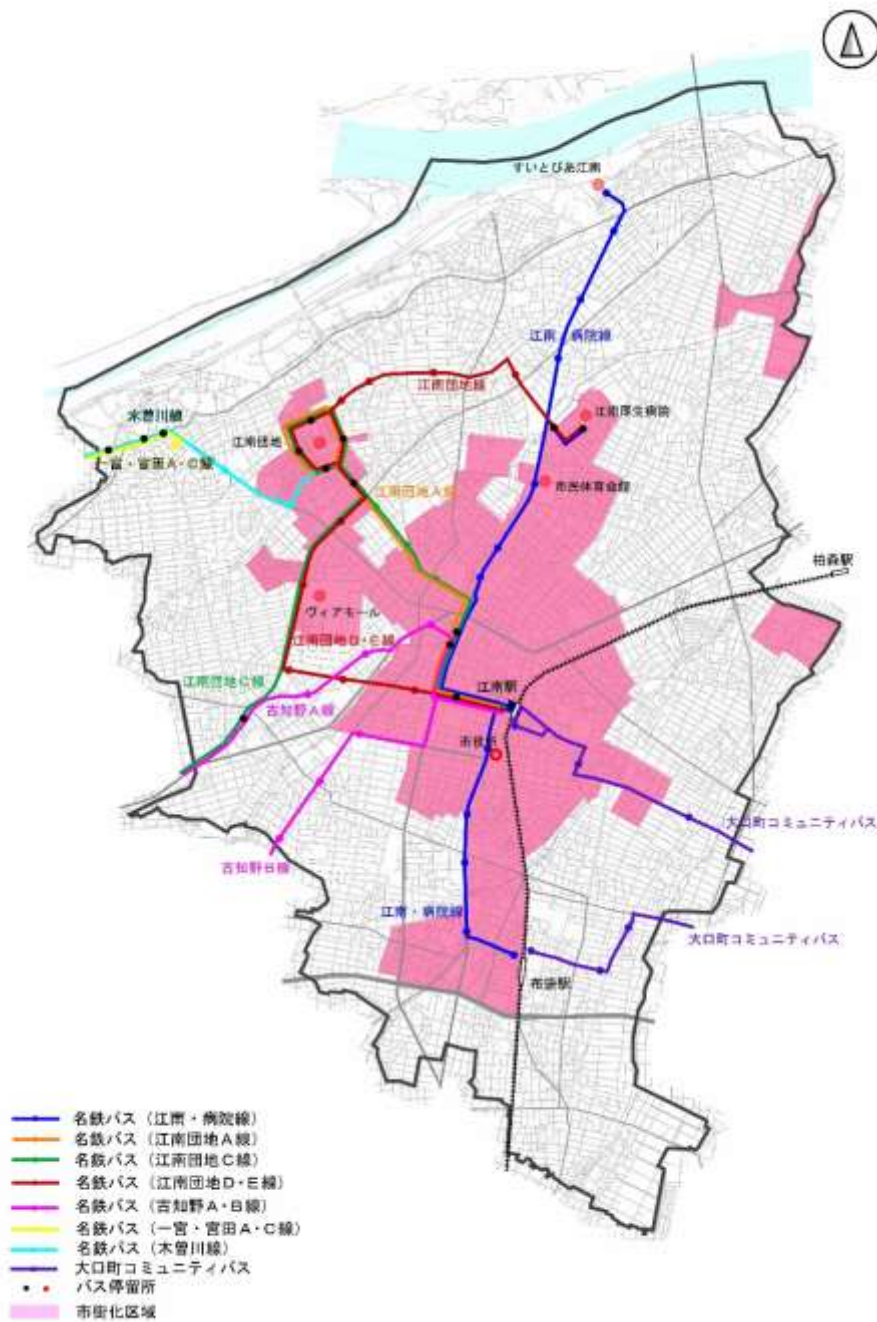 すいとぴあ江南
江南・病院線
江南団地線
木曽川線
江南厚生病院
江南団地
一宮・宮田A・C線
市民体育会館
江南団地A線
柏森駅
ヴィアモール
江南団地D・E線
江南団地C線
江南駅
古知野A線
市役所
大口町コミュニティバス
古知野B線
江南・病院線
大口町コミュニティバス
布袋駅
名鉄バス（江南・病院線）
名鉄バス（江南団地A線）
名鉄バス（江南団地C線）
名鉄バス（江南団地D・E線）
名鉄バス（古知野A・B線）
名鉄バス（一宮・宮田A・C線）
名鉄バス（木曽川線）
大口町コミュニティバス
バス停留所
市街化区域